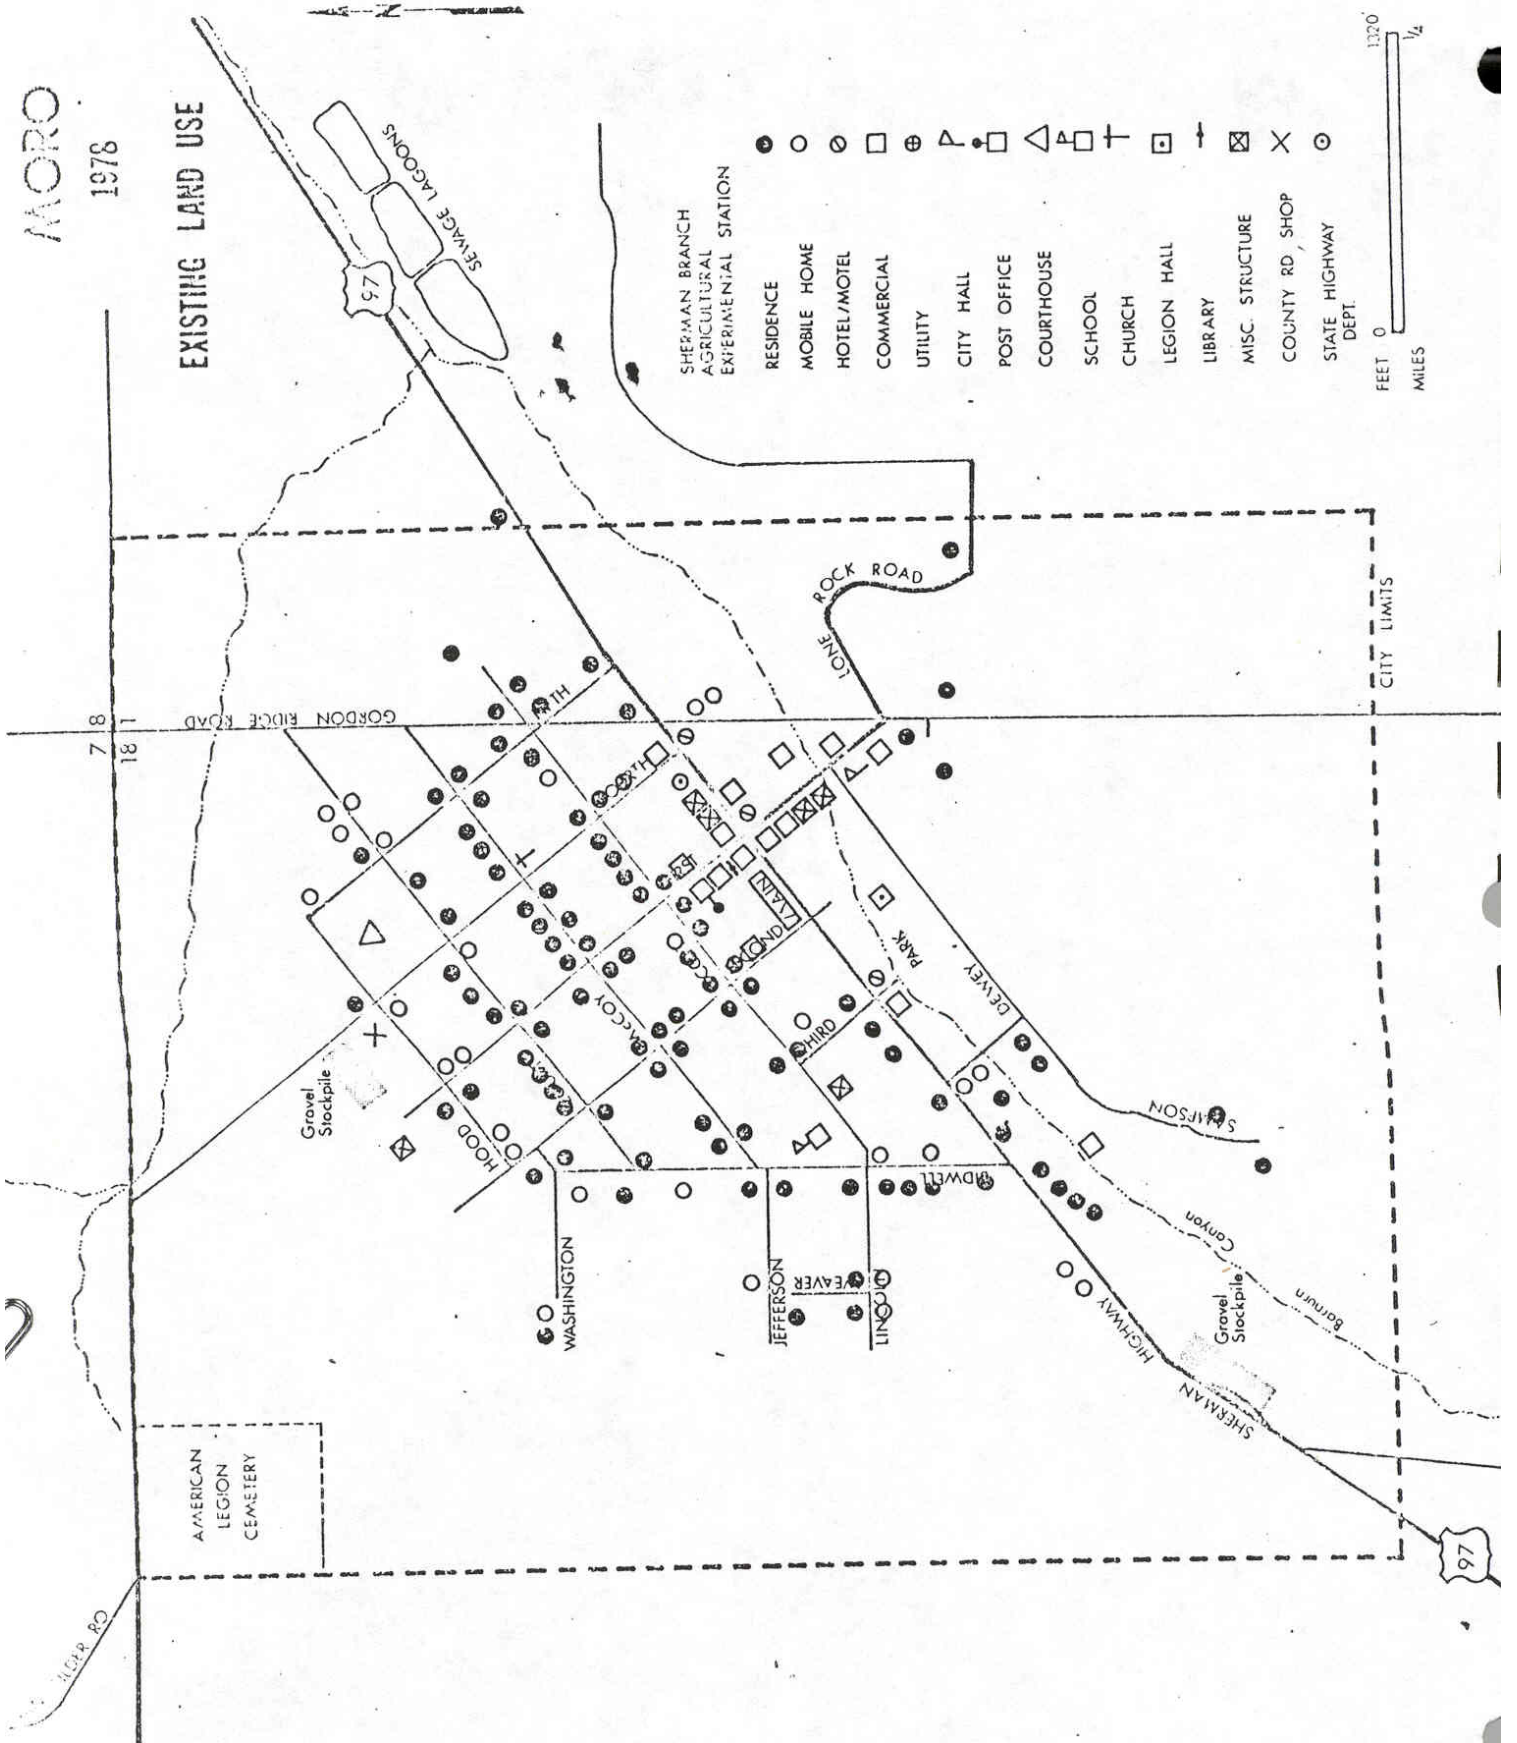 MORO
1978
EXISTING LAND USE
SEWAGE LAGOONS
97
SHERMAN BRANCH
AGRICULTURAL
EXPERIMENTAL STATION
RESIDENCE
MOBILE HOME
HOTEL/MOTEL
COMMERCIAL
UTILITY
CITY HALL
POST OFFICE
COURTHOUSE
SCHOOL
CHURCH
LEGION HALL
LIBRARY
MISC. STRUCTURE
COUNTY RD, SHOP
STATE HIGHWAY
DEPT.
FEET 0 1320'
MILES 1/4
N
7 8
18 1
GORDON RIDGE ROAD
LONE ROCK ROAD
CITY LIMITS
MAIN
PARK
DEWEY
McCOY
HOOD
THIRD
SAMPSON
Gravel
Stockpile
WASHINGTON
JEFFERSON
LINCOLN
SHERMAN HIGHWAY
Barnum Canyon
Gravel
Stockpile
AMERICAN
LEGION
CEMETERY
97